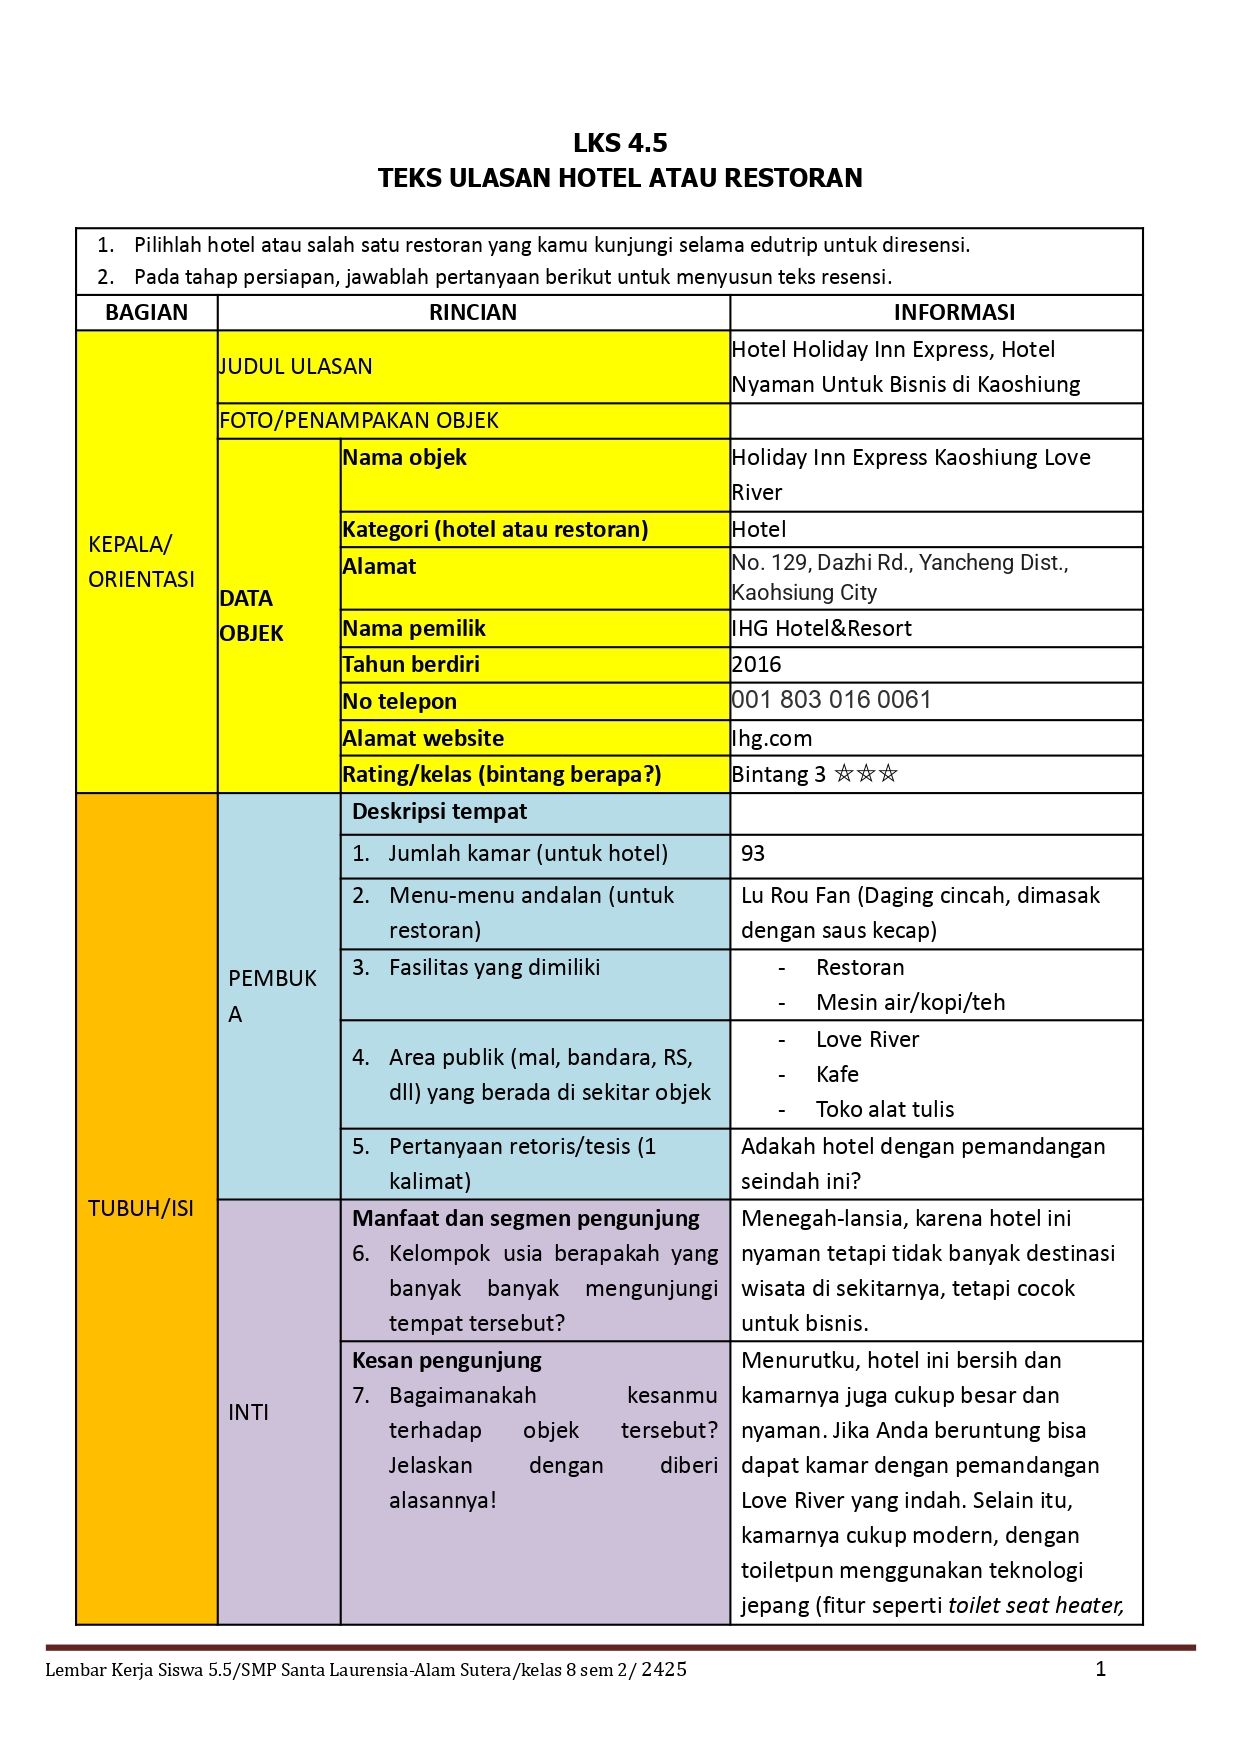 LKS 4.5
TEKS ULASAN HOTEL ATAU RESTORAN
1. Pilihlah hotel atau salah satu restoran yang kamu kunjungi selama edutrip untuk diresensi.
2. Pada tahap persiapan, jawablah pertanyaan berikut untuk menyusun teks resensi.
BAGIAN RINCIAN INFORMASI
KEPALA/
ORIENTASI
JUDUL ULASAN
Hotel Holiday Inn Express, Hotel
Nyaman Untuk Bisnis di Kaoshiung
FOTO/PENAMPAKAN OBJEK
DATA
OBJEK
Nama objek
Holiday Inn Express Kaoshiung Love
River
Kategori (hotel atau restoran) Hotel
Alamat
No. 129, Dazhi Rd., Yancheng Dist.,
Kaohsiung City
Nama pemilik IHG Hotel&Resort
Tahun berdiri 2016
No telepon 001 803 016 0061
Alamat website Ihg.com
Rating/kelas (bintang berapa?) Bintang 3 ☆☆☆
TUBUH/ISI
PEMBUK
A
Deskripsi tempat
1. Jumlah kamar (untuk hotel) 93
2. Menu-menu andalan (untuk
restoran)
Lu Rou Fan (Daging cincah, dimasak
dengan saus kecap)
3. Fasilitas yang dimiliki
- Restoran
- Mesin air/kopi/teh
4. Area publik (mal, bandara, RS,
dll) yang berada di sekitar objek
- Love River
- Kafe
- Toko alat tulis
5. Pertanyaan retoris/tesis (1
kalimat)
Adakah hotel dengan pemandangan
seindah ini?
INTI
Manfaat dan segmen pengunjung
6. Kelompok usia berapakah yang
banyak banyak mengunjungi
tempat tersebut?
Menegah-lansia, karena hotel ini
nyaman tetapi tidak banyak destinasi
wisata di sekitarnya, tetapi cocok
untuk bisnis.
Kesan pengunjung
7. Bagaimanakah kesanmu
terhadap objek tersebut?
Jelaskan dengan diberi
alasannya!
Menurutku, hotel ini bersih dan
kamarnya juga cukup besar dan
nyaman. Jika Anda beruntung bisa
dapat kamar dengan pemandangan
Love River yang indah. Selain itu,
kamarnya cukup modern, dengan
toiletpun menggunakan teknologi
jepang (fitur seperti toilet seat heater,
Lembar Kerja Siswa 5.5/SMP Santa Laurensia-Alam Sutera/kelas 8 sem 2/ 2425 1